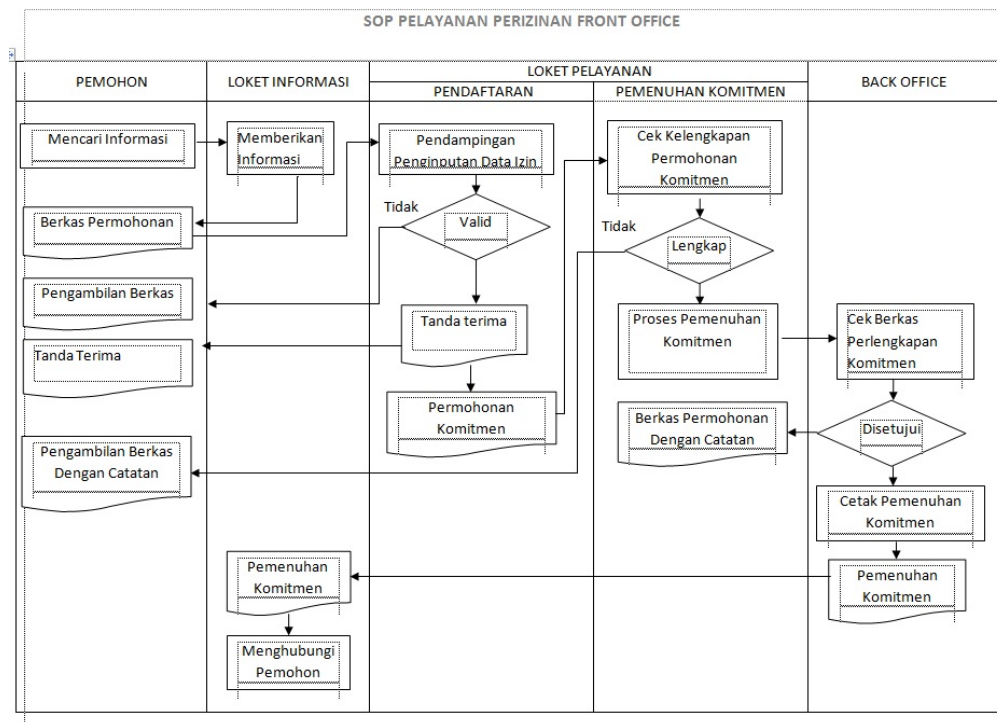 SOP PELAYANAN PERIZINAN FRONT OFFICE
PEMOHON
LOKET INFORMASI
LOKET PELAYANAN
PENDAFTARAN
PEMENUHAN KOMITMEN
BACK OFFICE
Mencari Informasi
Memberikan
Informasi
Pendampingan
Penginputan Data Izin
Cek Kelengkapan
Permohonan
Komitmen
Berkas Permohonan
Tidak
Valid
Tidak
Lengkap
Pengambilan Berkas
Tanda terima
Proses Pemenuhan
Komitmen
Cek Berkas
Perlengkapan
Komitmen
Tanda Terima
Permohonan
Komitmen
Berkas Permohonan
Dengan Catatan
Disetujui
Pengambilan Berkas
Dengan Catatan
Cetak Pemenuhan
Komitmen
Pemenuhan
Komitmen
Pemenuhan
Komitmen
Menghubungi
Pemohon